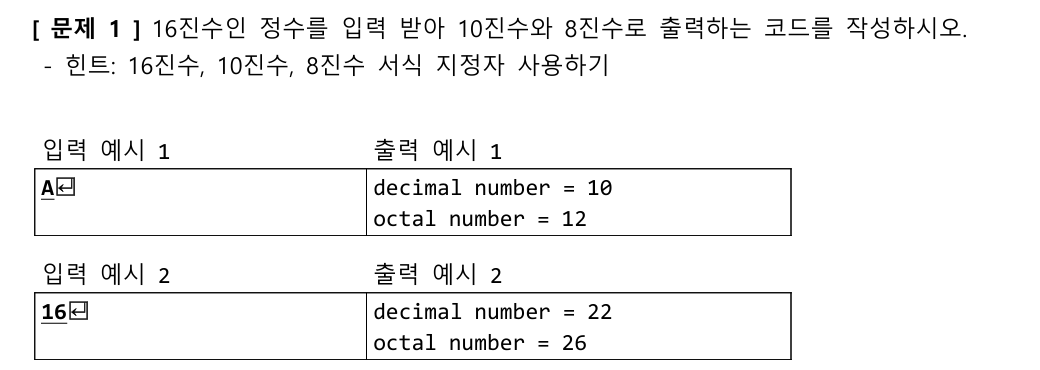 [ 문제 1 ] 16진수인 정수를 입력 받아 10진수와 8진수로 출력하는 코드를 작성하시오.
- 힌트: 16진수, 10진수, 8진수 서식 지정자 사용하기
입력 예시 1 출력 예시 1
A↵ decimal number = 10
octal number = 12
입력 예시 2 출력 예시 2
16↵ decimal number = 22
octal number = 26